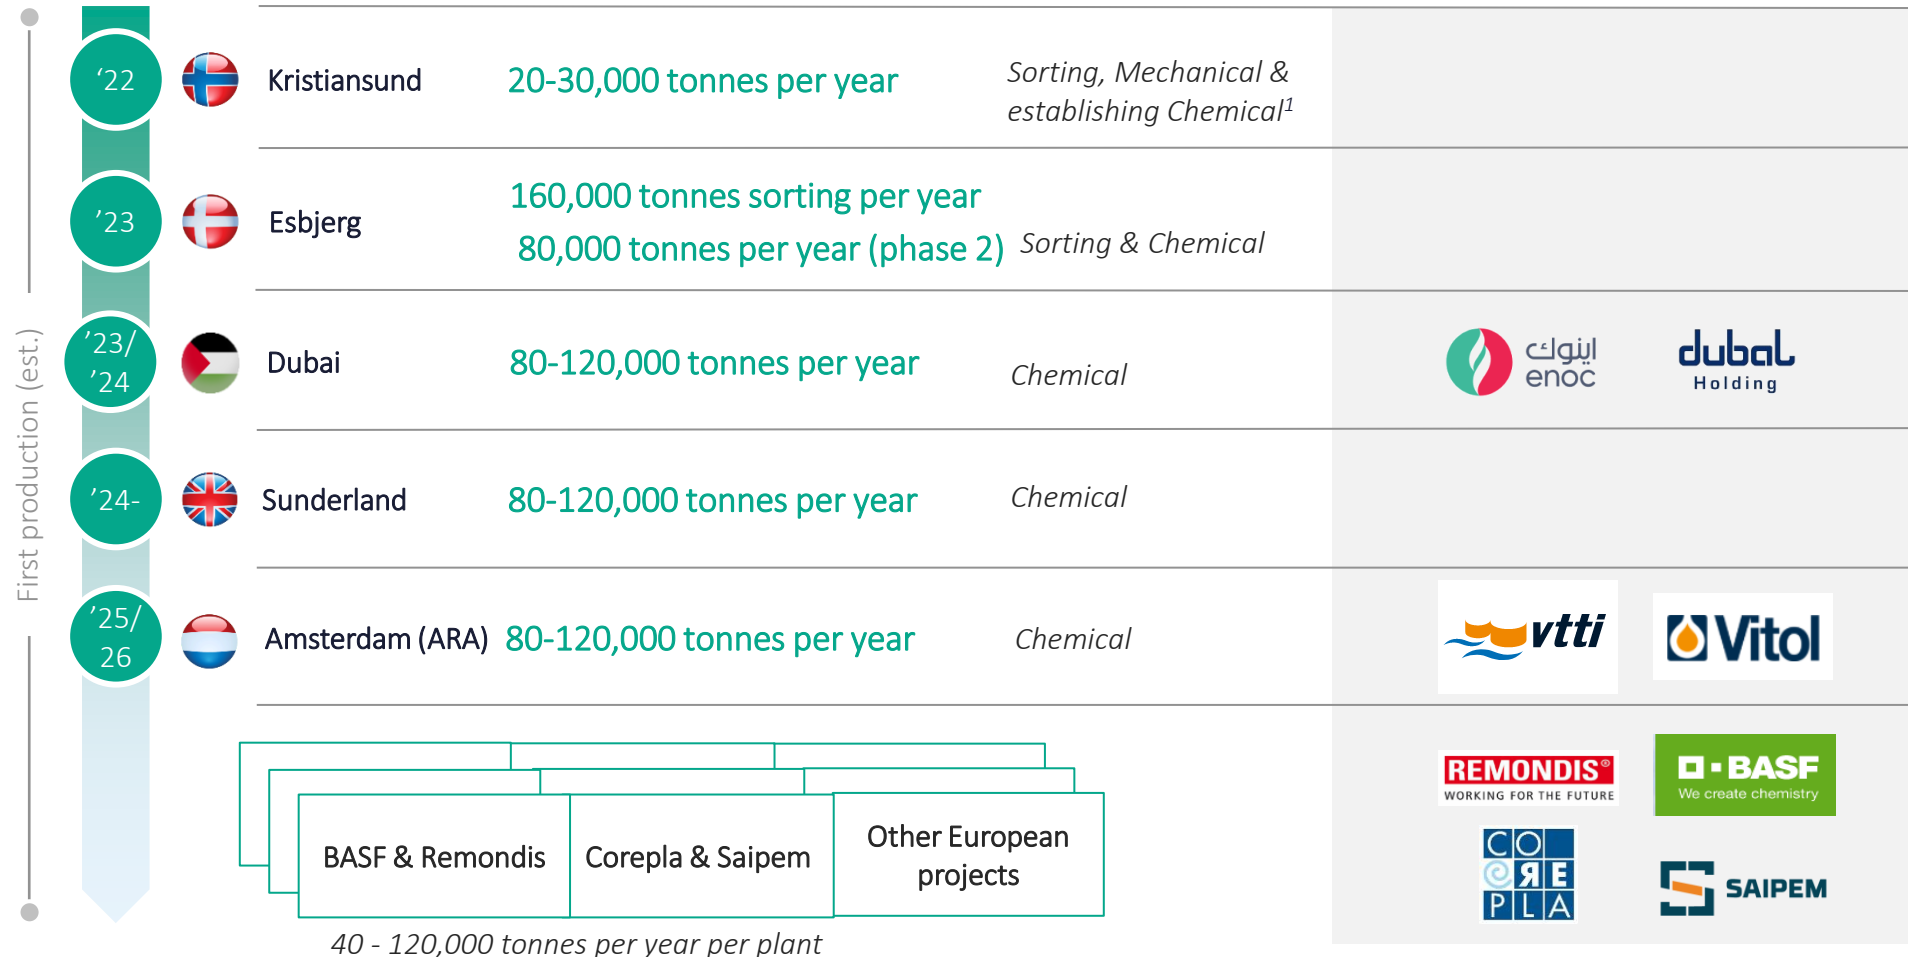 First production (est.)
‘22
Kristiansund
20-30,000 tonnes per year
Sorting, Mechanical &
establishing Chemical1
’23
Esbjerg
160,000 tonnes sorting per year
80,000 tonnes per year (phase 2)
Sorting & Chemical
’23/
’24
Dubai
80-120,000 tonnes per year
Chemical
اينوك
enoc
dubal
Holding
’24-
Sunderland
80-120,000 tonnes per year
Chemical
’25/
26
Amsterdam (ARA)
80-120,000 tonnes per year
Chemical
vtti
Vitol
BASF & Remondis
Corepla & Saipem
Other European
projects
40 - 120,000 tonnes per year per plant
REMONDIS®
WORKING FOR THE FUTURE
BASF
We create chemistry
CO
REPLA
SAIPEM